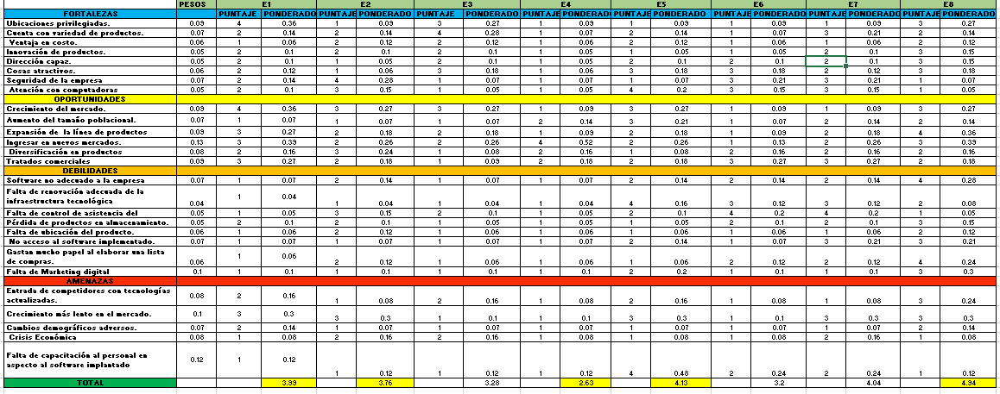 PESOS E1 E2 E3 E4 E5 E6 E7 E8
FORTALEZAS PUNTAJE PONDERADO PUNTAJE PONDERADO PUNTAJE PONDERADO PUNTAJE PONDERADO PUNTAJE PONDERADO PUNTAJE PONDERADO PUNTAJE PONDERADO PUNTAJE PONDERADO
Ubicaciones privilegiadas. 0.09 4 0.36 1 0.09 3 0.27 1 0.09 1 0.09 1 0.09 1 0.09 3 0.27
Cuenta con variedad de productos. 0.07 2 0.14 2 0.14 4 0.28 1 0.07 2 0.14 1 0.07 3 0.21 2 0.14
Ventaja en costo. 0.06 1 0.06 2 0.12 2 0.12 1 0.06 2 0.12 1 0.06 1 0.06 2 0.12
Innovación de productos. 0.05 2 0.1 2 0.1 2 0.1 1 0.05 1 0.05 1 0.05 2 0.1 3 0.15
Dirección capaz. 0.05 2 0.1 1 0.05 2 0.1 1 0.05 2 0.1 2 0.1 2 0.1 3 0.15
Cosas atractivos. 0.06 2 0.12 1 0.06 3 0.18 1 0.06 3 0.18 3 0.18 2 0.12 3 0.18
Seguridad de la empresa 0.07 2 0.14 4 0.28 1 0.07 1 0.07 1 0.07 3 0.21 3 0.21 1 0.07
Atención con computadoras 0.05 2 0.1 3 0.15 1 0.05 1 0.05 4 0.2 3 0.15 3 0.15 1 0.05
OPORTUNIDADES
Crecimiento del mercado. 0.09 4 0.36 3 0.27 3 0.27 1 0.09 3 0.27 1 0.09 1 0.09 3 0.27
Aumento del tamaño poblacional. 0.07 1 0.07 1 0.07 1 0.07 2 0.14 3 0.21 1 0.07 2 0.14 2 0.14
Expansión de la línea de productos 0.09 3 0.27 2 0.18 2 0.18 1 0.09 2 0.18 1 0.09 2 0.18 4 0.36
Ingresar en nuevos mercados. 0.13 3 0.39 2 0.26 2 0.26 4 0.52 2 0.26 1 0.13 2 0.26 3 0.39
Diversificación en productos 0.08 2 0.16 3 0.24 1 0.08 2 0.16 1 0.08 2 0.16 2 0.16 2 0.16
Tratados comerciales 0.09 3 0.27 2 0.18 1 0.09 2 0.18 2 0.18 3 0.27 3 0.27 2 0.18
DEBILIDADES
Software no adecuado a la empresa 0.07 1 0.07 2 0.14 1 0.07 1 0.07 2 0.14 2 0.14 2 0.14 4 0.28
Falta de renovación adecuada de la
infraestructura tecnológica 0.04 1 0.04 1 0.04 1 0.04 1 0.04 4 0.16 3 0.12 3 0.12 2 0.08
Falta de control de asistencia del 0.05 1 0.05 3 0.15 2 0.1 1 0.05 2 0.1 4 0.2 4 0.2 1 0.05
Pérdida de productos en almacenamiento. 0.05 2 0.1 2 0.1 1 0.05 1 0.05 1 0.05 2 0.1 2 0.1 3 0.15
Falta de ubicación del producto. 0.06 1 0.06 2 0.12 1 0.06 1 0.06 1 0.06 1 0.06 1 0.06 2 0.12
No acceso al software implementado. 0.07 1 0.07 1 0.07 1 0.07 1 0.07 2 0.14 1 0.07 3 0.21 3 0.21
Gastan mucho papel al elaborar una lista
de compras. 0.06 1 0.06 2 0.12 1 0.06 1 0.06 1 0.06 2 0.12 2 0.12 4 0.24
Falta de Marketing digital 0.1 1 0.1 1 0.1 1 0.1 1 0.1 2 0.2 1 0.1 1 0.1 3 0.3
AMENAZAS
Entrada de competidores con tecnologías
actualizadas. 0.08 2 0.16 1 0.08 2 0.16 1 0.08 2 0.16 1 0.08 1 0.08 3 0.24
Crecimiento más lento en el mercado. 0.1 3 0.3 3 0.3 1 0.1 1 0.1 3 0.3 1 0.1 3 0.3 3 0.3
Cambios demográficos adversos. 0.07 2 0.14 1 0.07 1 0.07 1 0.07 1 0.07 1 0.07 1 0.07 2 0.14
Crisis Económica 0.08 1 0.08 2 0.16 2 0.16 1 0.08 1 0.08 1 0.08 2 0.16 1 0.08
Falta de capacitación al personal en
aspecto al software implantado 0.12 1 0.12 1 0.12 1 0.12 1 0.12 4 0.48 2 0.24 2 0.24 1 0.12
TOTAL 3.99 3.76 3.28 2.63 4.13 3.2 4.04 4.94